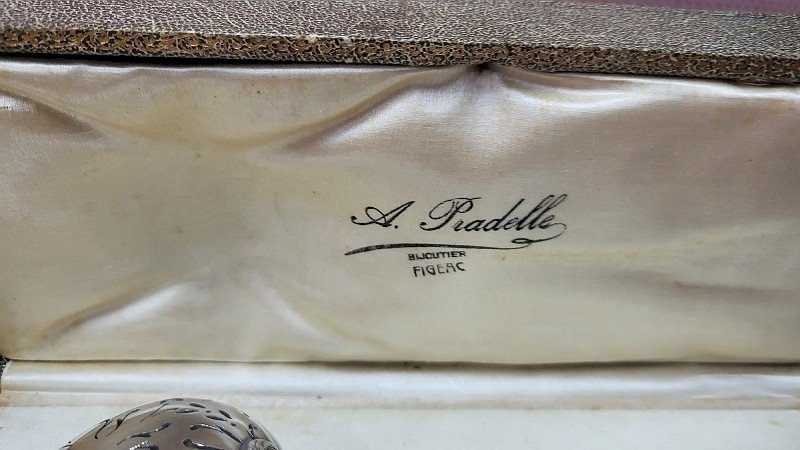 A. Pradelle
BIJOUTIER
FIGEAC